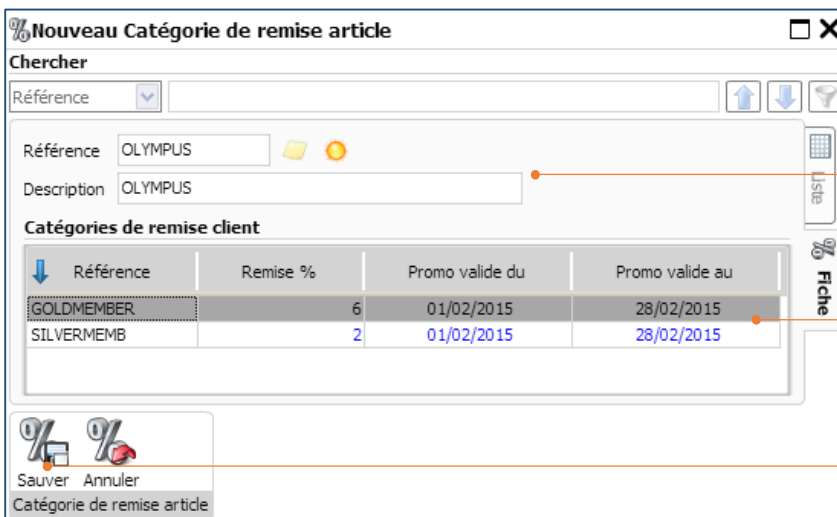 Nouveau Catégorie de remise article
Chercher
Référence
Référence OLYMPUS
Description OLYMPUS
Liste
Fiche
Catégories de remise client
Référence Remise % Promo valide du Promo valide au
GOLDMEMBER 6 01/02/2015 28/02/2015
SILVERMEMB 2 01/02/2015 28/02/2015
Sauver Annuler
Catégorie de remise article